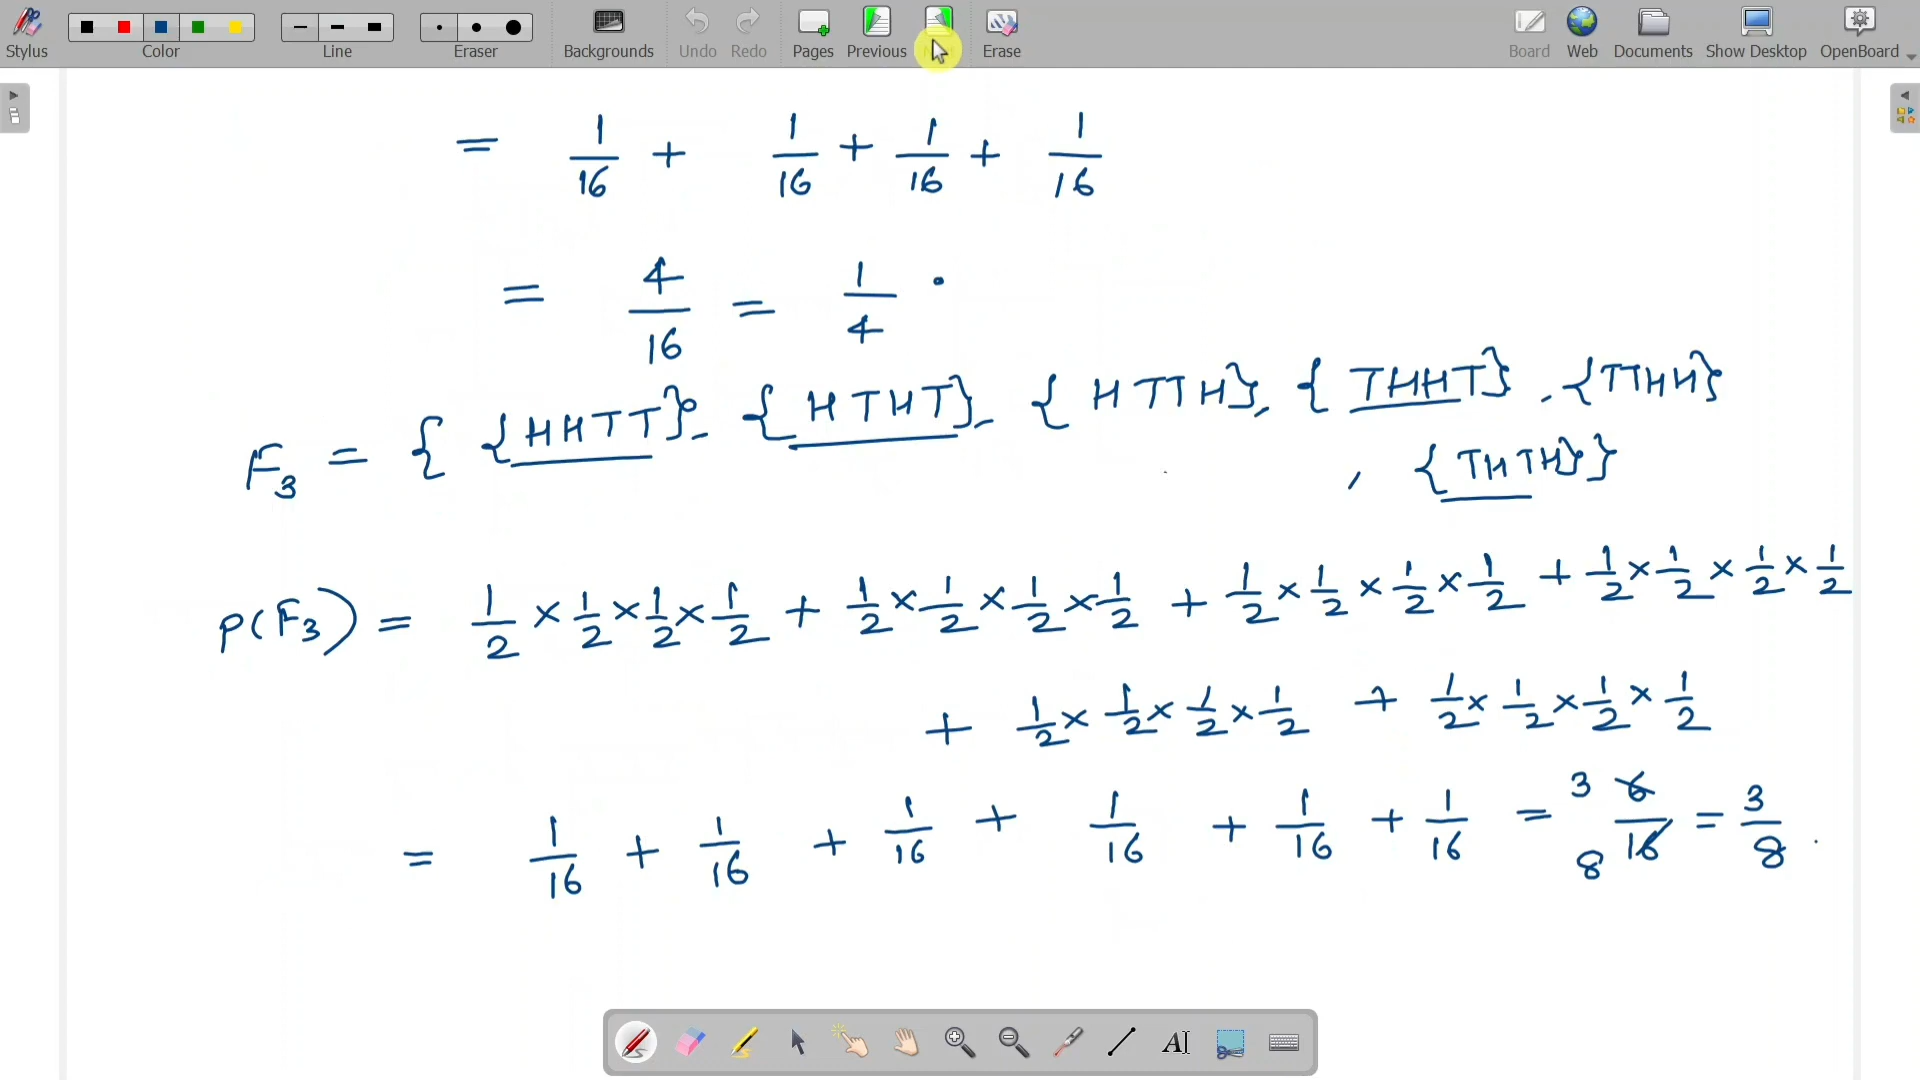 Stylus Color Line Eraser Backgrounds Undo Redo Pages Previous Erase Board Web Documents Show Desktop OpenBoard
= 1/16 + 1/16 + 1/16 + 1/16
= 4/16 = 1/4 .
F₃ = { {HHTT}, {HTHT}, {HTTH}, {THHT}, {TTHH}
, {THTH}}
P(F₃) = 1/2 × 1/2 × 1/2 × 1/2 + 1/2 × 1/2 × 1/2 × 1/2 + 1/2 × 1/2 × 1/2 × 1/2 + 1/2 × 1/2 × 1/2 × 1/2
+ 1/2 × 1/2 × 1/2 × 1/2 + 1/2 × 1/2 × 1/2 × 1/2
= 1/16 + 1/16 + 1/16 + 1/16 + 1/16 + 1/16 = 3 6/16 8 = 3/8 .
AI